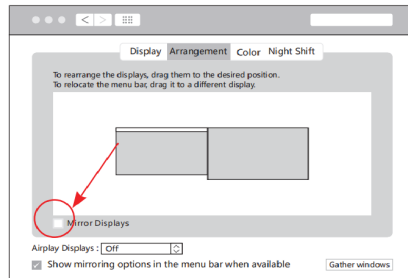 Display Arrangement Color Night Shift
To rearrange the displays, drag them to the desired position.
To relocate the menu bar, drag it to a different display.
Mirror Displays
Airplay Displays : Off
Show mirroring options in the menu bar when available
Gather windows